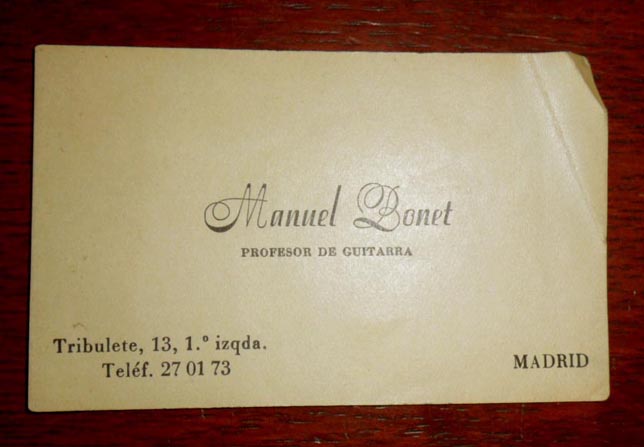 Manuel Bonet
PROFESOR DE GUITARRA
Tribulete, 13, 1.º izqda.
Teléf. 27 01 73
MADRID